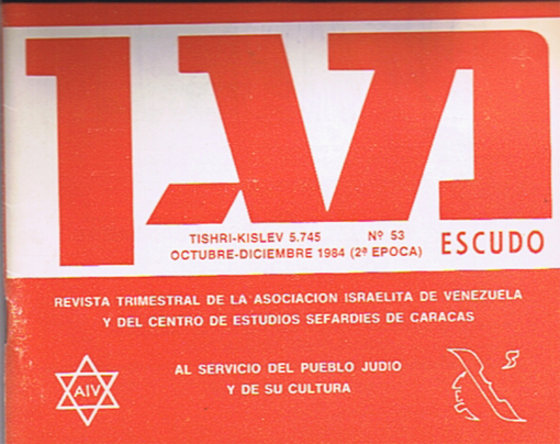 מגן
TISHRI-KISLEV 5.745 Nº 53
OCTUBRE-DICIEMBRE 1984 (2ª EPOCA)
ESCUDO
REVISTA TRIMESTRAL DE LA ASOCIACION ISRAELITA DE VENEZUELA
Y DEL CENTRO DE ESTUDIOS SEFARDIES DE CARACAS
AIV
AL SERVICIO DEL PUEBLO JUDIO
Y DE SU CULTURA